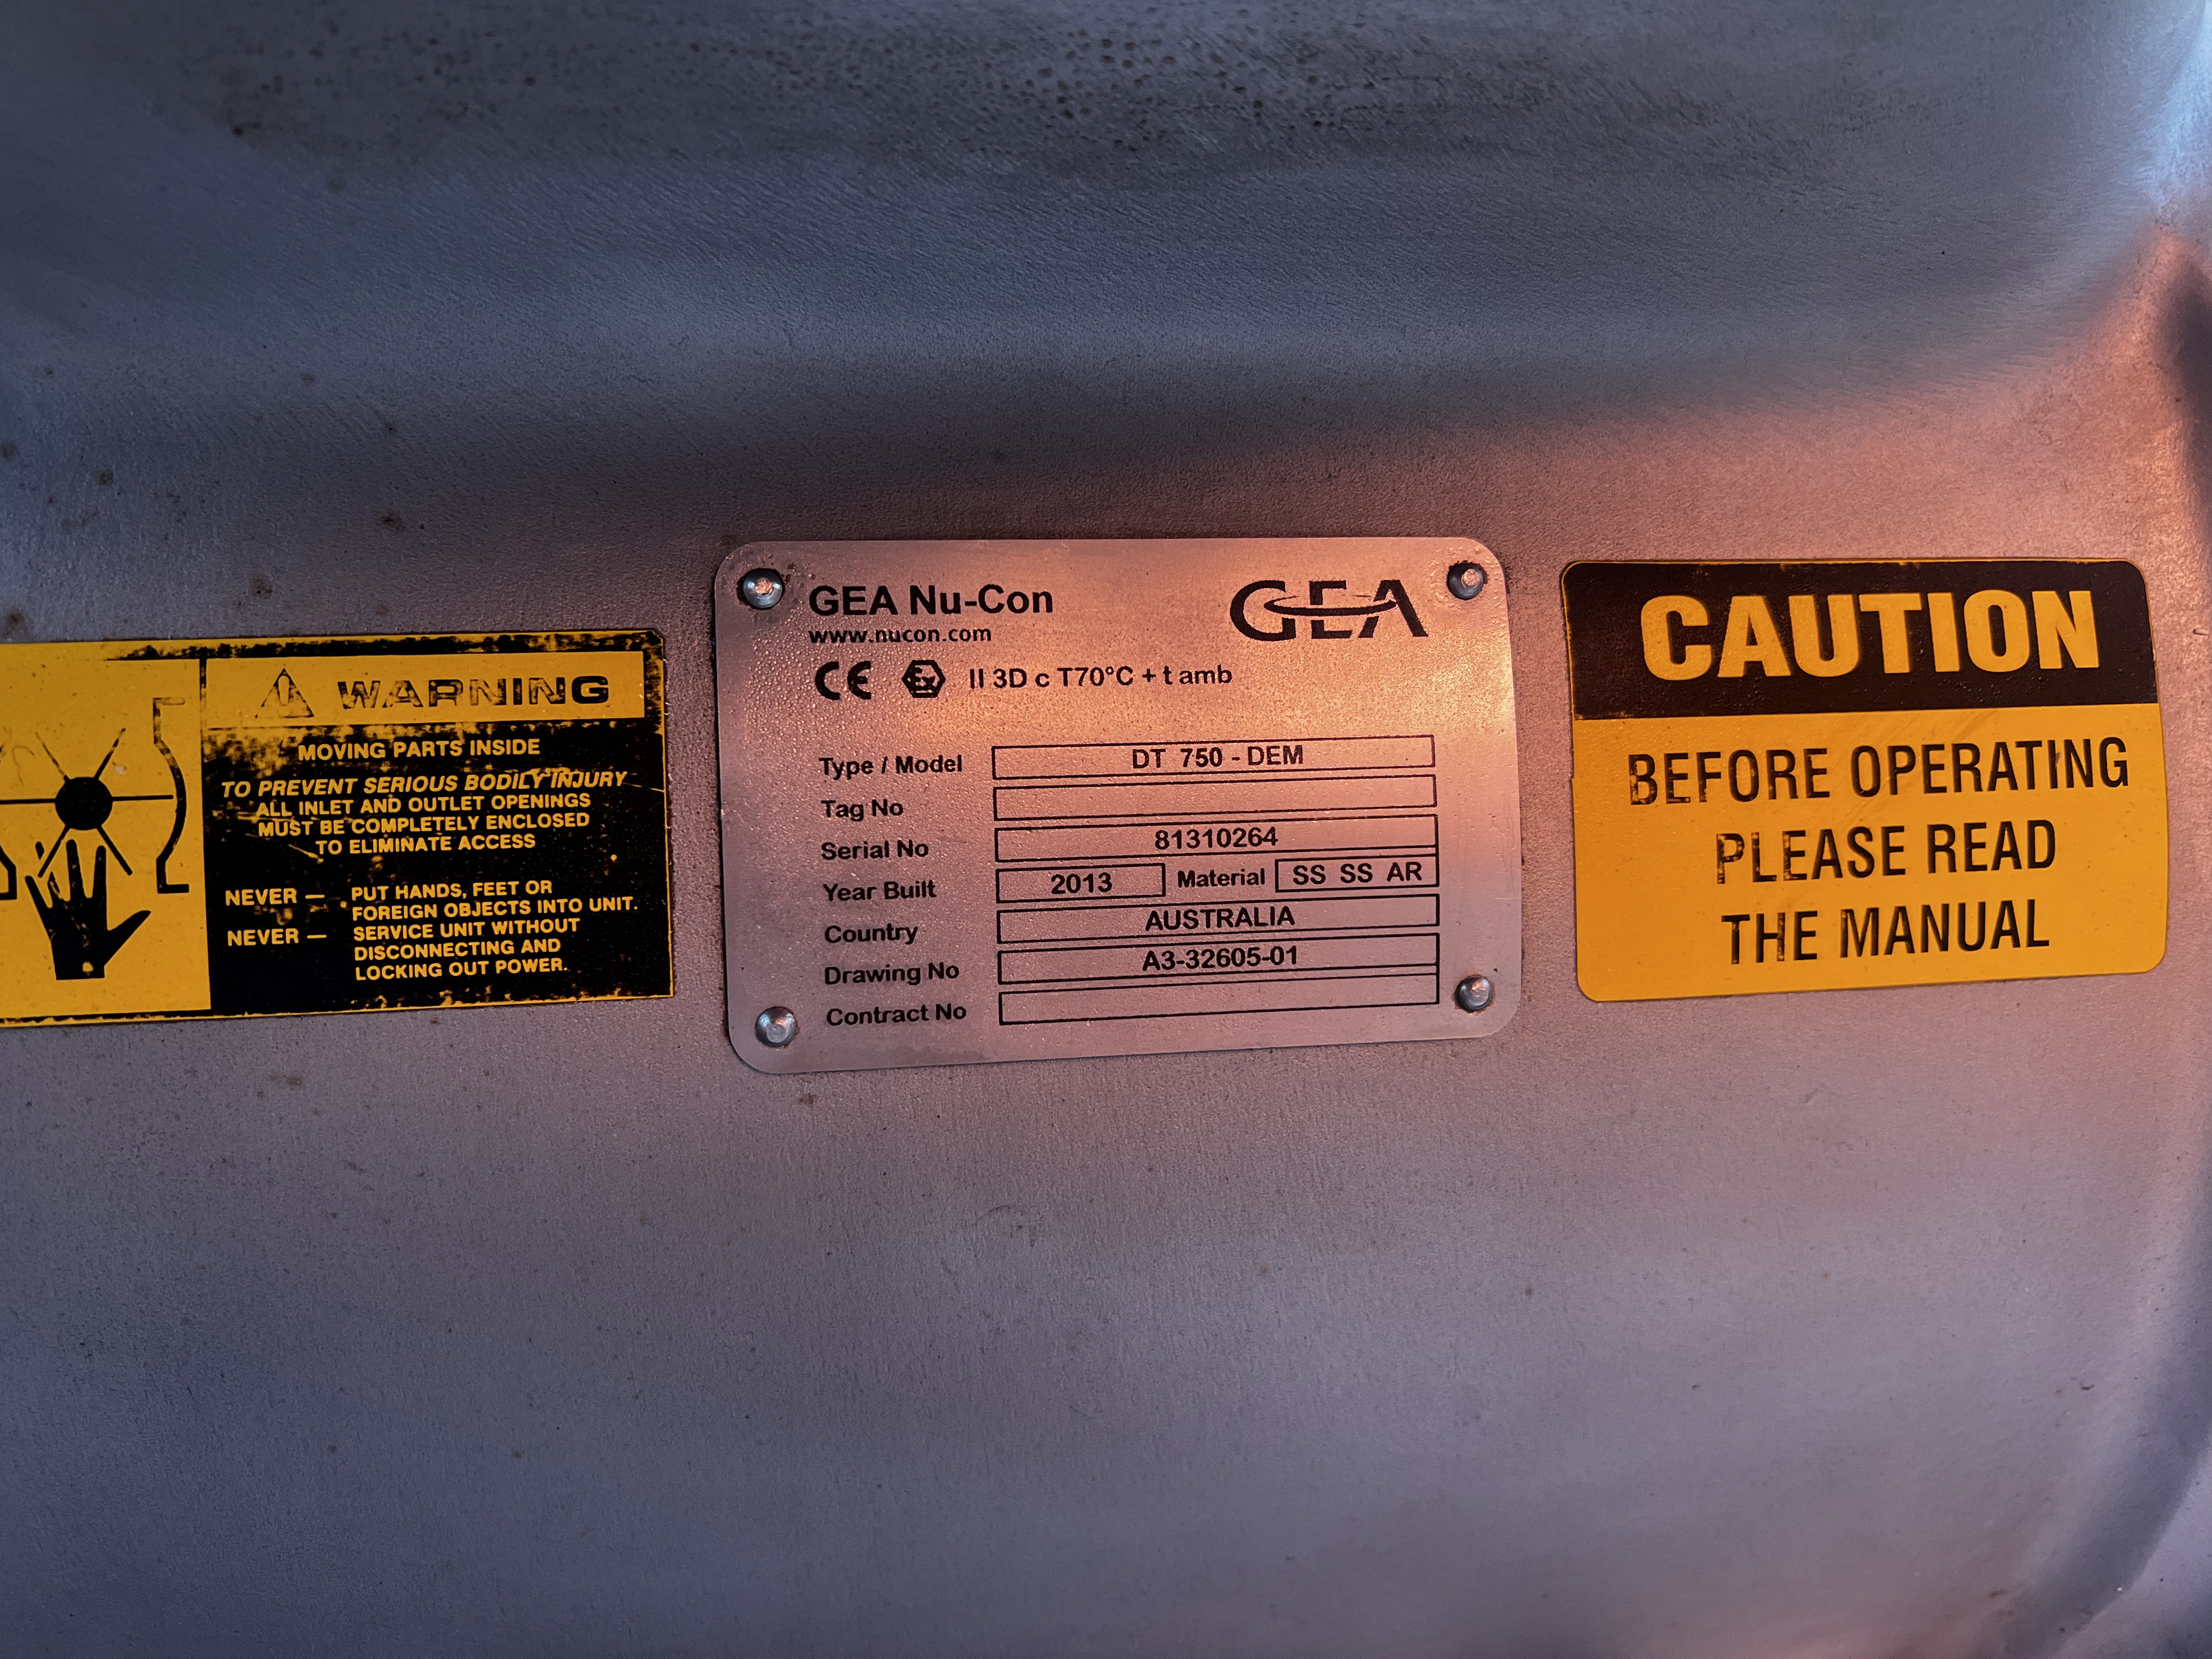 WARNING
MOVING PARTS INSIDE
TO PREVENT SERIOUS BODILY INJURY
ALL INLET AND OUTLET OPENINGS
MUST BE COMPLETELY ENCLOSED
TO ELIMINATE ACCESS
NEVER — PUT HANDS, FEET OR
FOREIGN OBJECTS INTO UNIT.
NEVER — SERVICE UNIT WITHOUT
DISCONNECTING AND
LOCKING OUT POWER.
GEA Nu-Con
GEA
www.nucon.com
CE Ex II 3D c T70°C + t amb
Type / Model DT 750 - DEM
Tag No
Serial No 81310264
Year Built 2013 Material SS SS AR
Country AUSTRALIA
Drawing No A3-32605-01
Contract No
CAUTION
BEFORE OPERATING
PLEASE READ
THE MANUAL